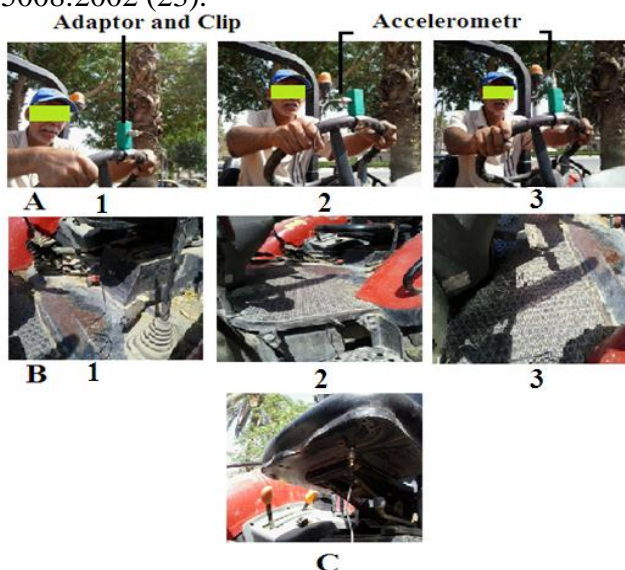 5008:2002 (23).
Adaptor and Clip
Accelerometr
A 1 2 3
B 1 2 3
C